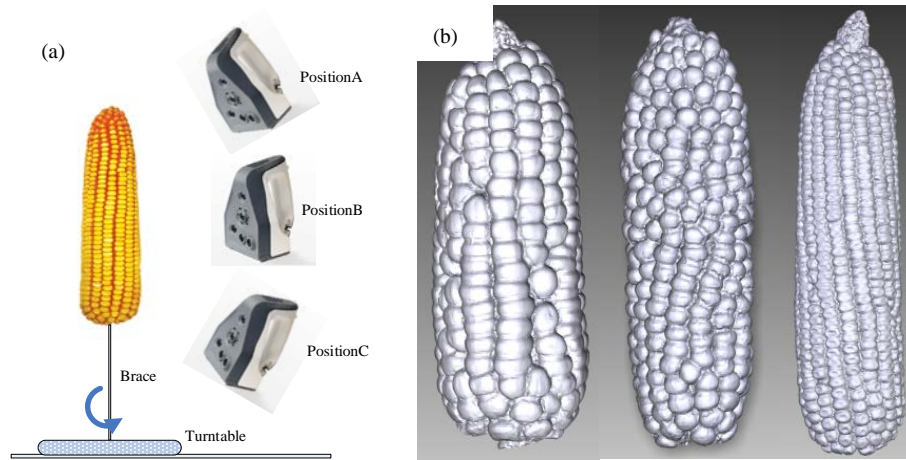 (a)
PositionA
PositionB
PositionC
Brace
Turntable
(b)